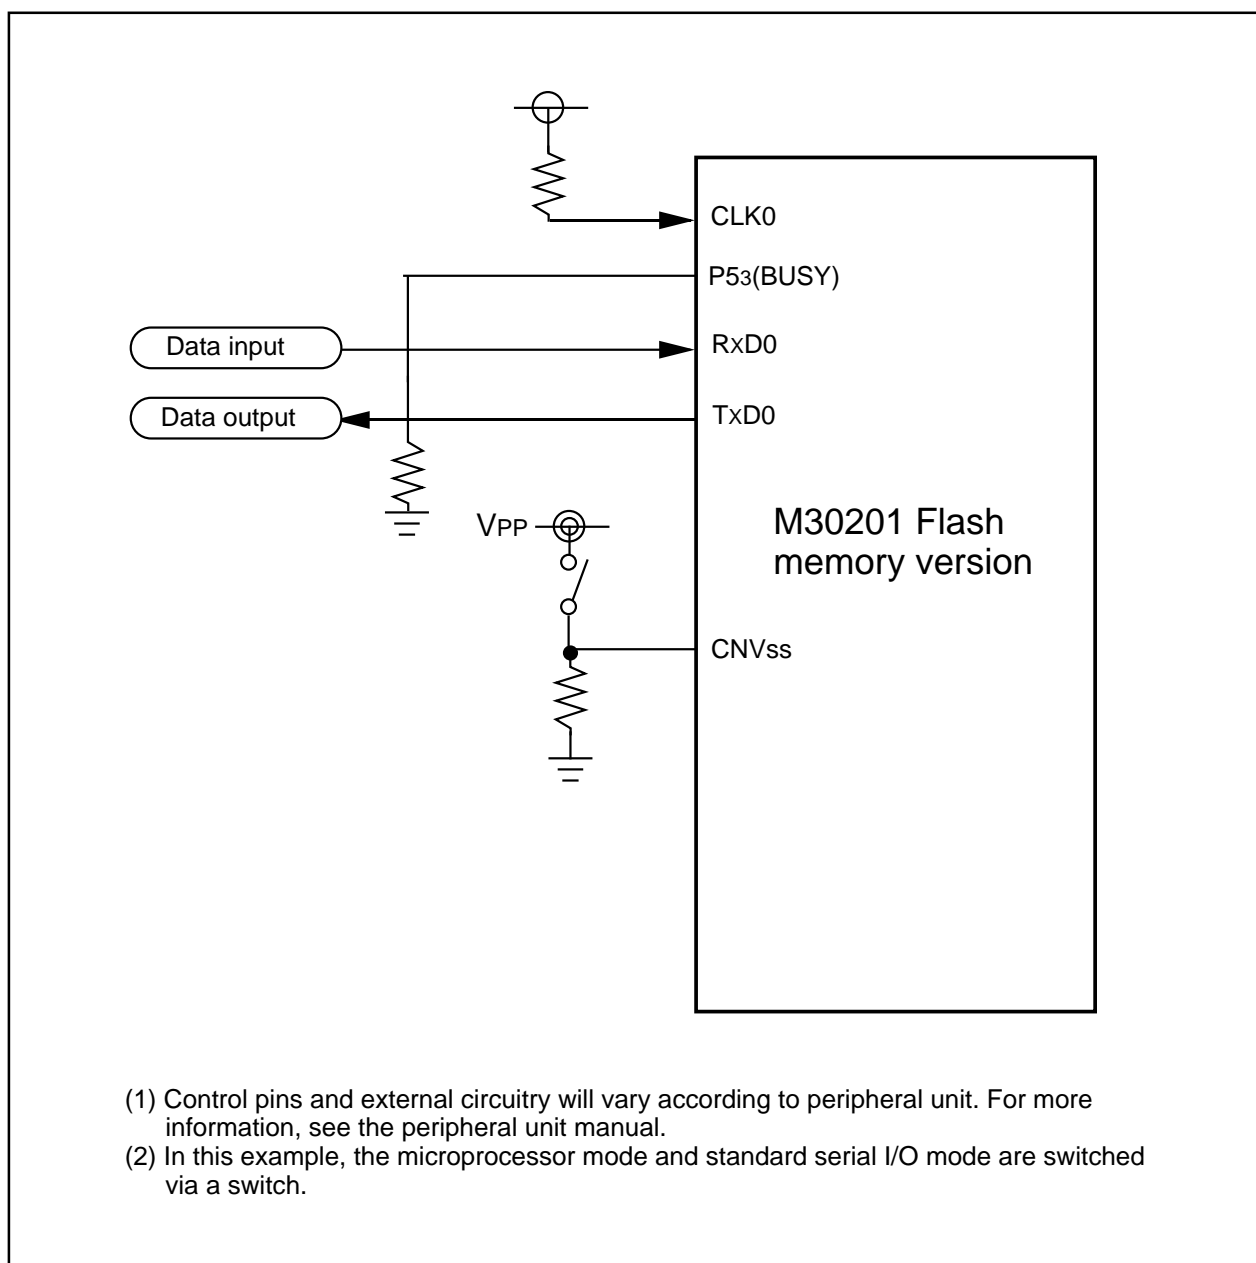 CLK0
P53(BUSY)
Data input
RXD0
Data output
TXD0
VPP
M30201 Flash
memory version
CNVss
(1) Control pins and external circuitry will vary according to peripheral unit. For more
information, see the peripheral unit manual.
(2) In this example, the microprocessor mode and standard serial I/O mode are switched
via a switch.